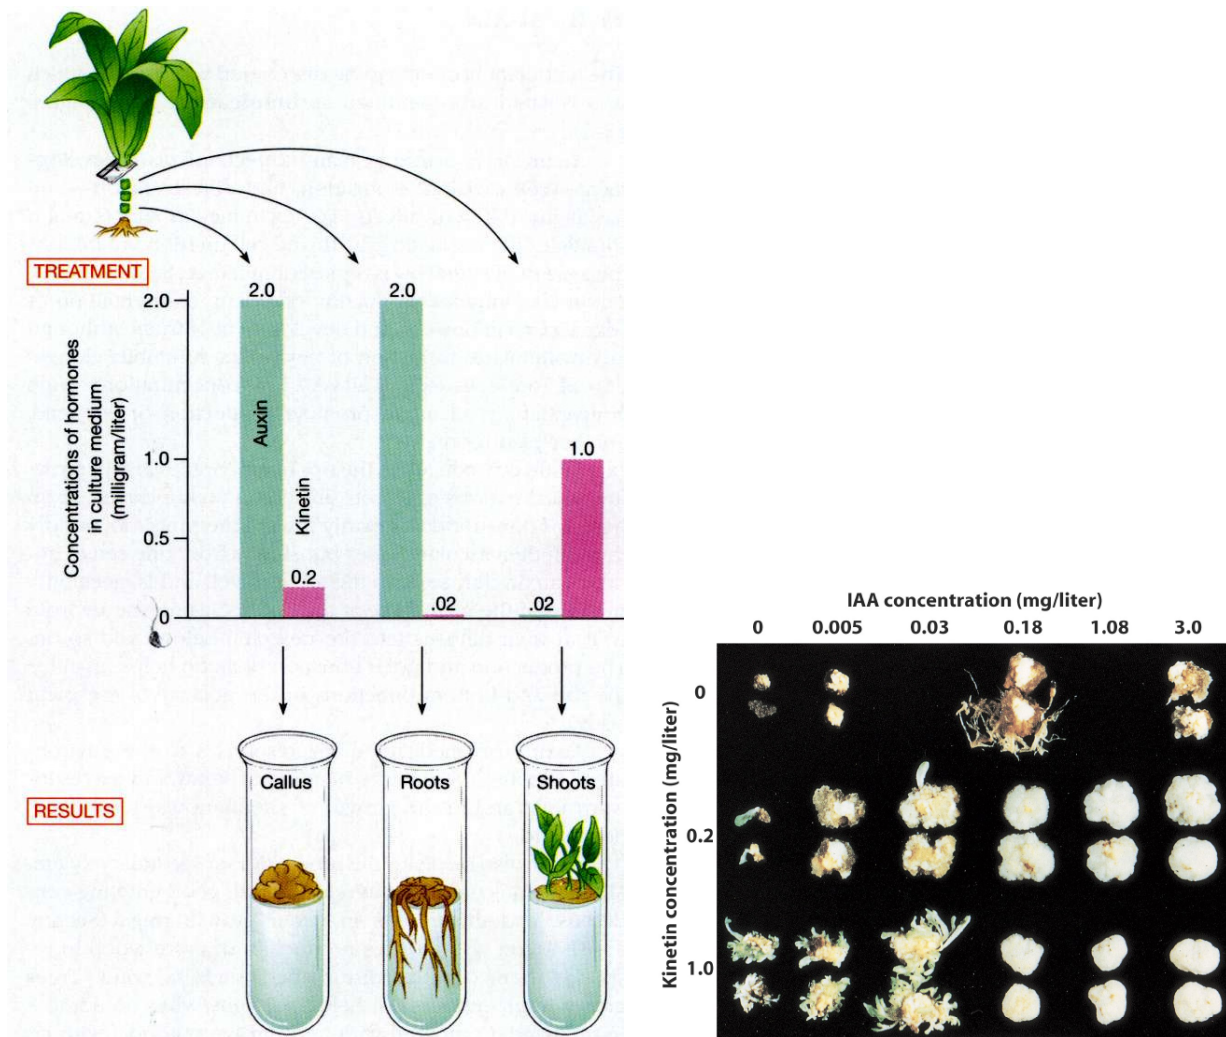 TREATMENT
Concentrations of hormones
in culture medium
(milligram/liter)
2.0
1.0
0.5
0
2.0
Auxin
Kinetin
0.2
2.0
.02
.02
1.0
Callus
Roots
Shoots
RESULTS
IAA concentration (mg/liter)
0 0.005 0.03 0.18 1.08 3.0
Kinetin concentration (mg/liter)
0
0.2
1.0